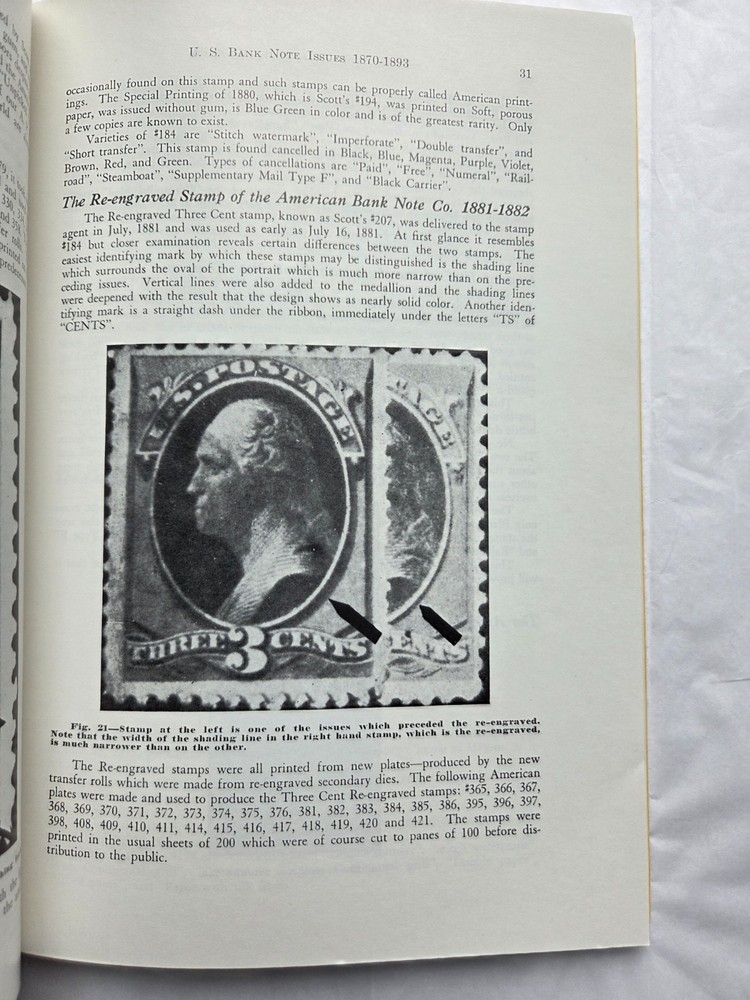 U. S. Bank Note Issues 1870-1893
31
occasionally found on this stamp and such stamps can be properly called American print-
ings. The Special Printing of 1880, which is Scott's #194, was printed on Soft, porous
paper, was issued without gum, is Blue Green in color and is of the greatest rarity. Only
a few copies are known to exist.
Varieties of #184 are "Stitch watermark", "Imperforate", "Double transfer", and
"Short transfer". This stamp is found cancelled in Black, Blue, Magenta, Purple, Violet,
Brown, Red, and Green. Types of cancellations are "Paid", "Free", "Numeral", "Rail-
road", "Steamboat", "Supplementary Mail Type F", and "Black Carrier".
The Re-engraved Stamp of the American Bank Note Co. 1881-1882
The Re-engraved Three Cent stamp, known as Scott's #207, was delivered to the stamp
agent in July, 1881 and was used as early as July 16, 1881. At first glance it resembles
#184 but closer examination reveals certain differences between the two stamps. The
easiest identifying mark by which these stamps may be distinguished is the shading line
which surrounds the oval of the portrait which is much more narrow than on the pre-
ceding issues. Vertical lines were also added to the medallion and the shading lines
were deepened with the result that the design shows as nearly solid color. Another iden-
tifying mark is a straight dash under the ribbon, immediately under the letters "TS" of
"CENTS".
U.S. POSTAGE
THREE 3 CENTS
AGE
ENTS
Fig. 21—Stamp at the left is one of the issues which preceded the re-engraved.
Note that the width of the shading line in the right hand stamp, which is the re-engraved,
is much narrower than on the other.
The Re-engraved stamps were all printed from new plates—produced by the new
transfer rolls which were made from re-engraved secondary dies. The following American
plates were made and used to produce the Three Cent Re-engraved stamps: #365, 366, 367,
368, 369, 370, 371, 372, 373, 374, 375, 376, 381, 382, 383, 384, 385, 386, 395, 396, 397,
398, 408, 409, 410, 411, 414, 415, 416, 417, 418, 419, 420 and 421. The stamps were
printed in the usual sheets of 200 which were of course cut to panes of 100 before dis-
tribution to the public.